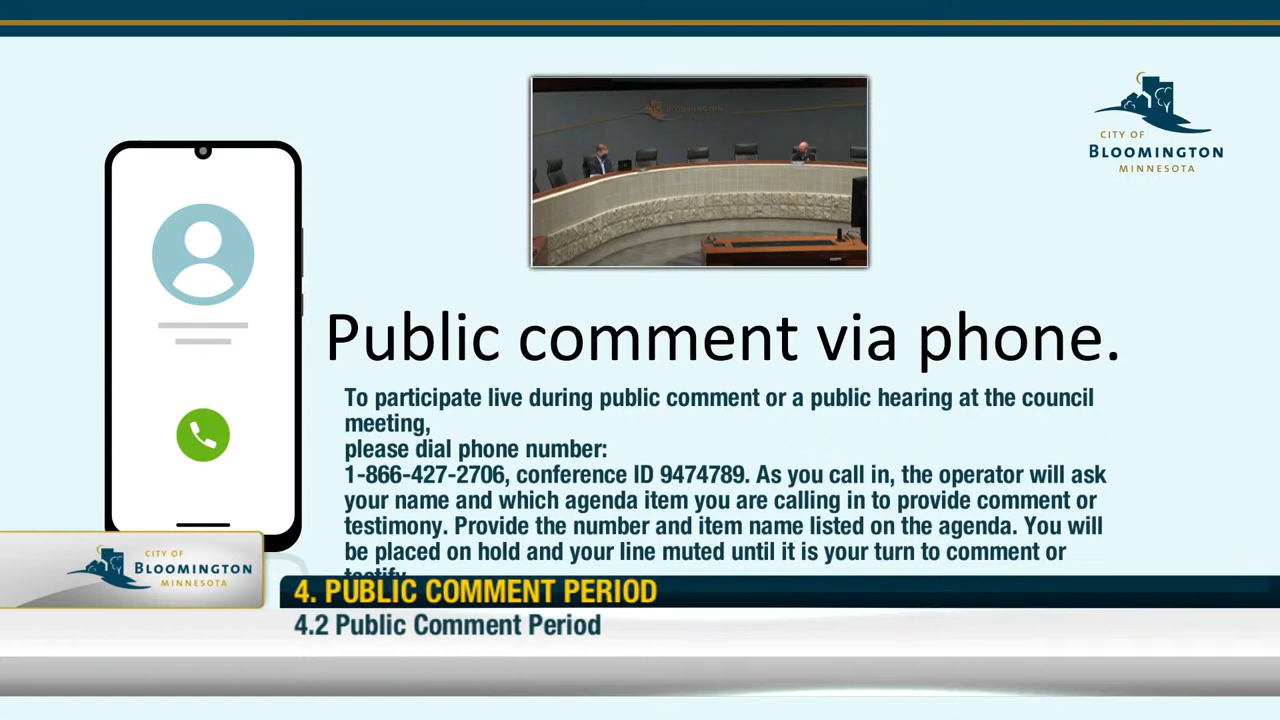 CITY OF
BLOOMINGTON
MINNESOTA
Public comment via phone.
To participate live during public comment or a public hearing at the council
meeting,
please dial phone number:
1-866-427-2706, conference ID 9474789. As you call in, the operator will ask
your name and which agenda item you are calling in to provide comment or
testimony. Provide the number and item name listed on the agenda. You will
be placed on hold and your line muted until it is your turn to comment or
testify.
CITY OF
BLOOMINGTON
MINNESOTA
4. PUBLIC COMMENT PERIOD
4.2 Public Comment Period